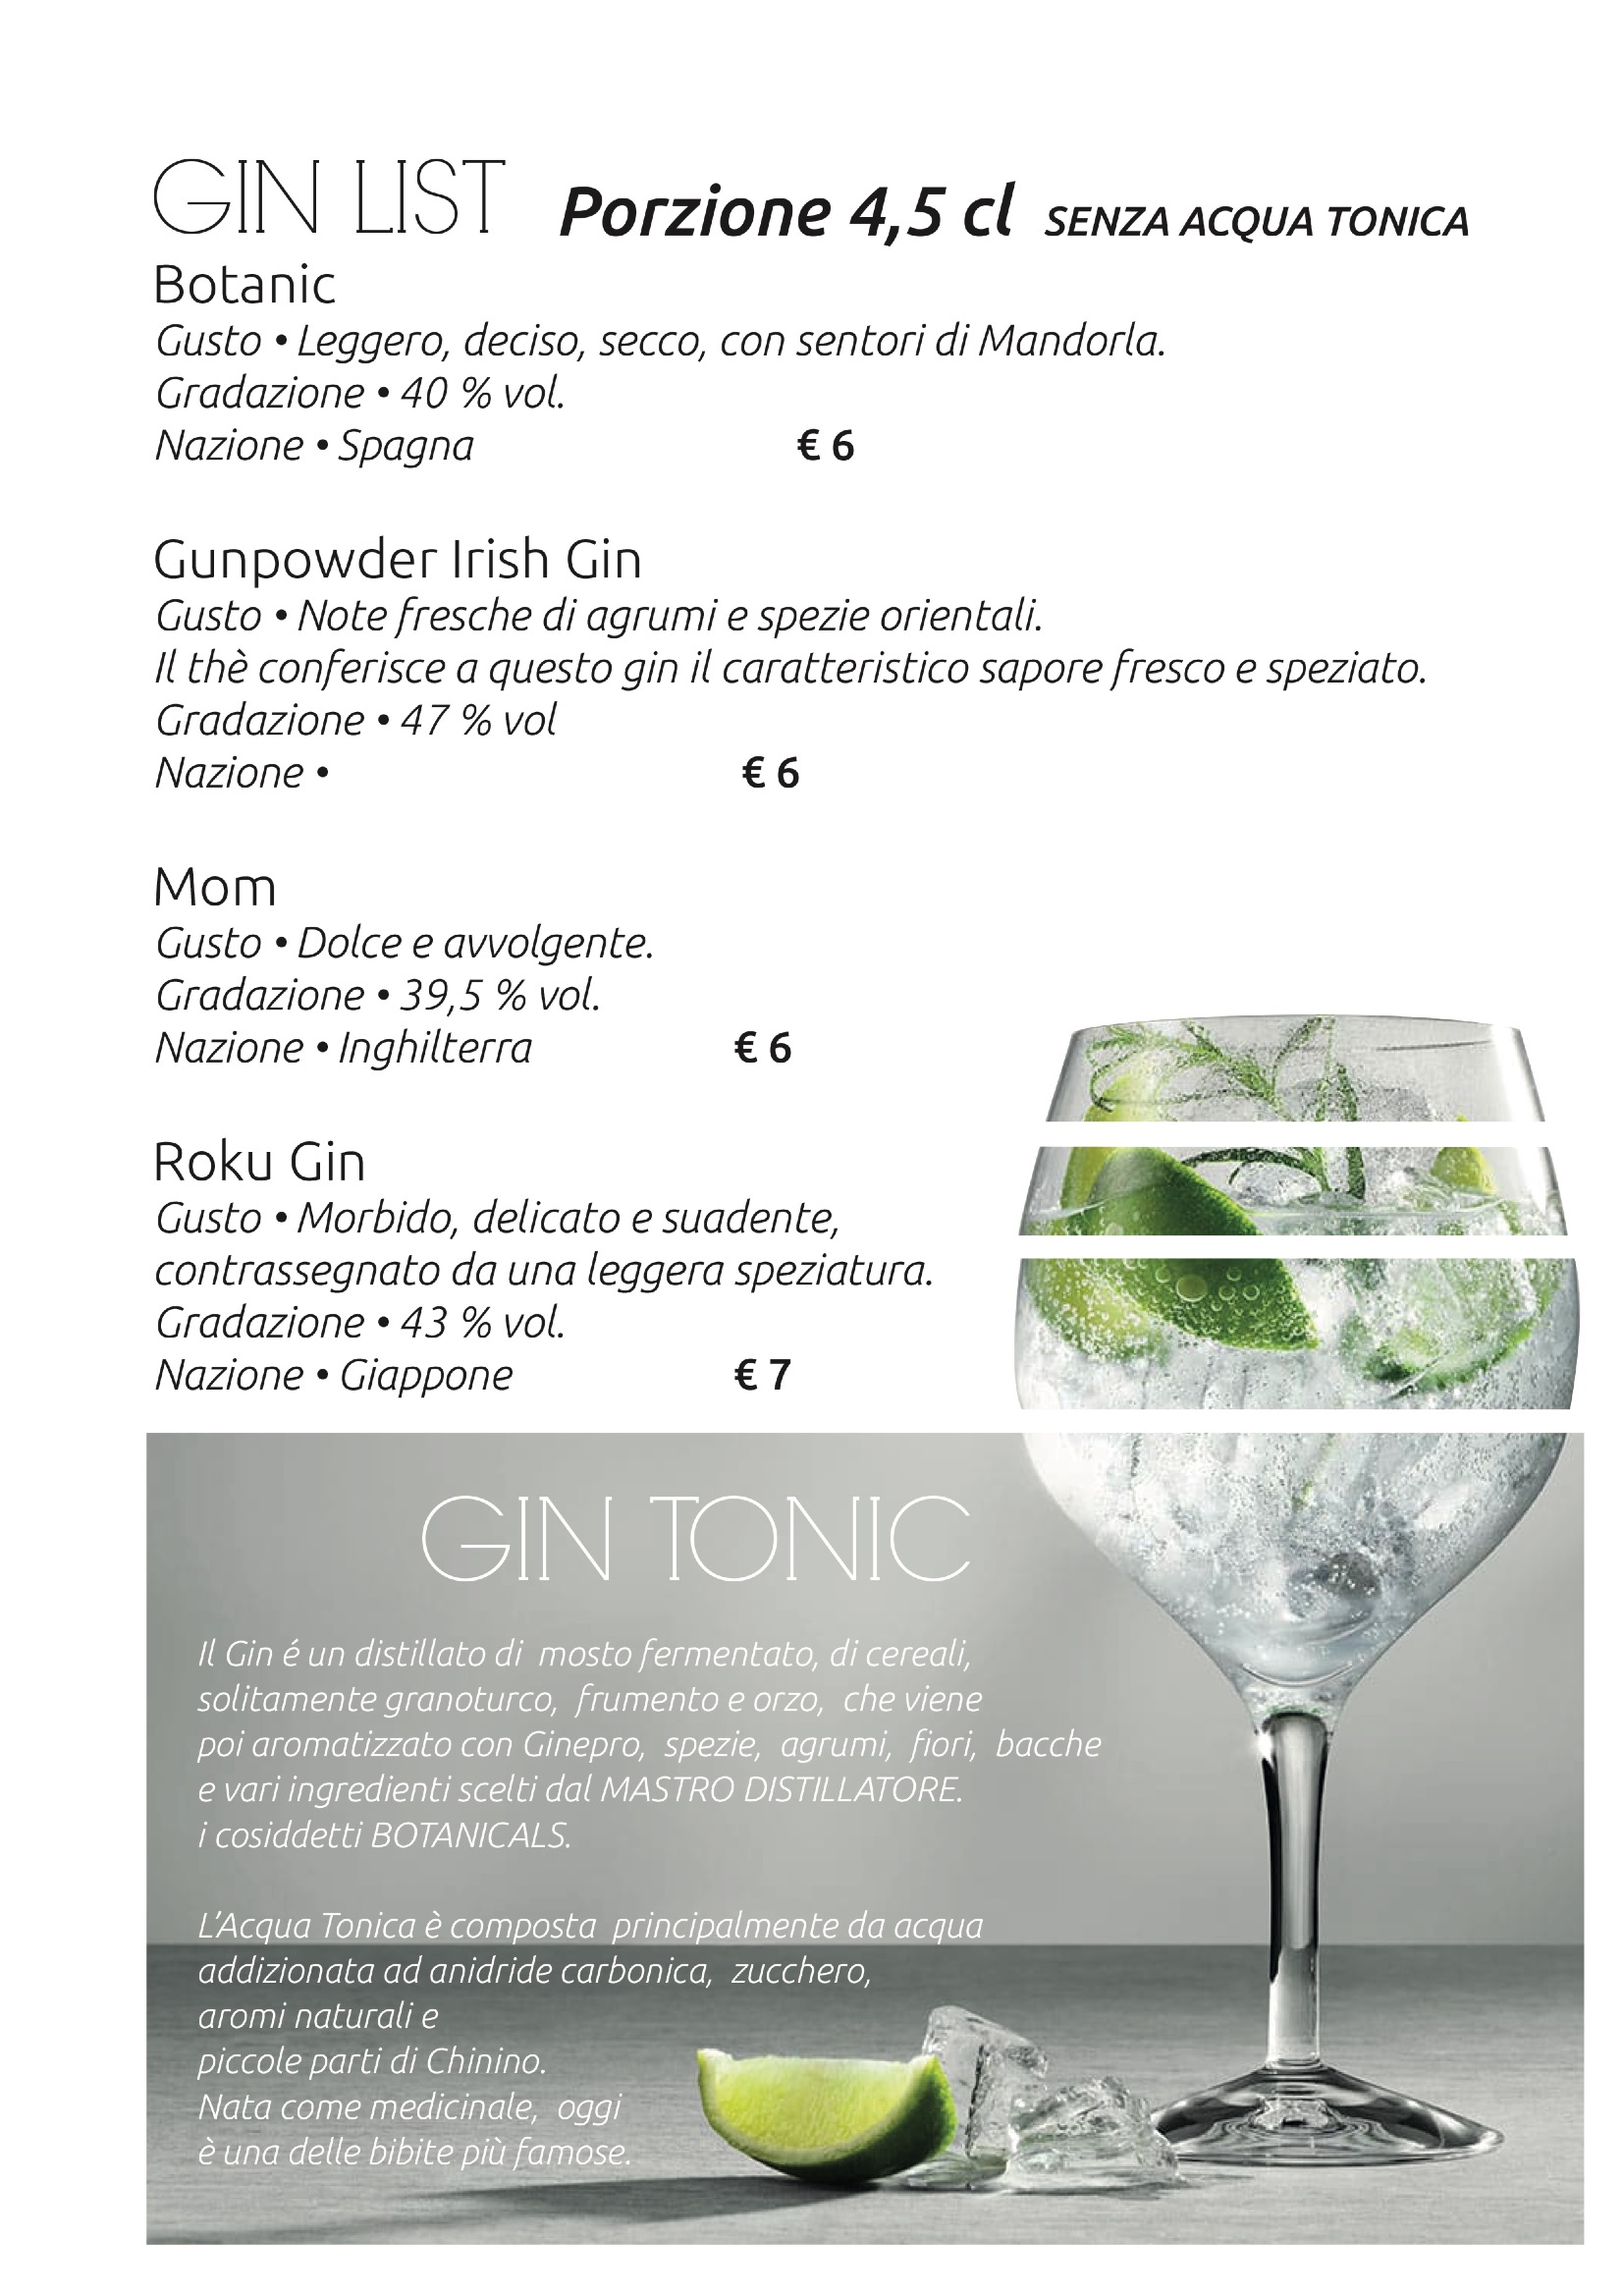 GIN LIST Porzione 4,5 cl SENZA ACQUA TONICA
Botanic
Gusto • Leggero, deciso, secco, con sentori di Mandorla.
Gradazione • 40 % vol.
Nazione • Spagna € 6
Gunpowder Irish Gin
Gusto • Note fresche di agrumi e spezie orientali.
Il thè conferisce a questo gin il caratteristico sapore fresco e speziato.
Gradazione • 47 % vol
Nazione • € 6
Mom
Gusto • Dolce e avvolgente.
Gradazione • 39,5 % vol.
Nazione • Inghilterra € 6
Roku Gin
Gusto • Morbido, delicato e suadente,
contrassegnato da una leggera speziatura.
Gradazione • 43 % vol.
Nazione • Giappone € 7
GIN TONIC
Il Gin é un distillato di mosto fermentato, di cereali,
solitamente granoturco, frumento e orzo, che viene
poi aromatizzato con Ginepro, spezie, agrumi, fiori, bacche
e vari ingredienti scelti dal MASTRO DISTILLATORE.
i cosiddetti BOTANICALS.
L’Acqua Tonica è composta principalmente da acqua
addizionata ad anidride carbonica, zucchero,
aromi naturali e
piccole parti di Chinino.
Nata come medicinale, oggi
è una delle bibite più famose.